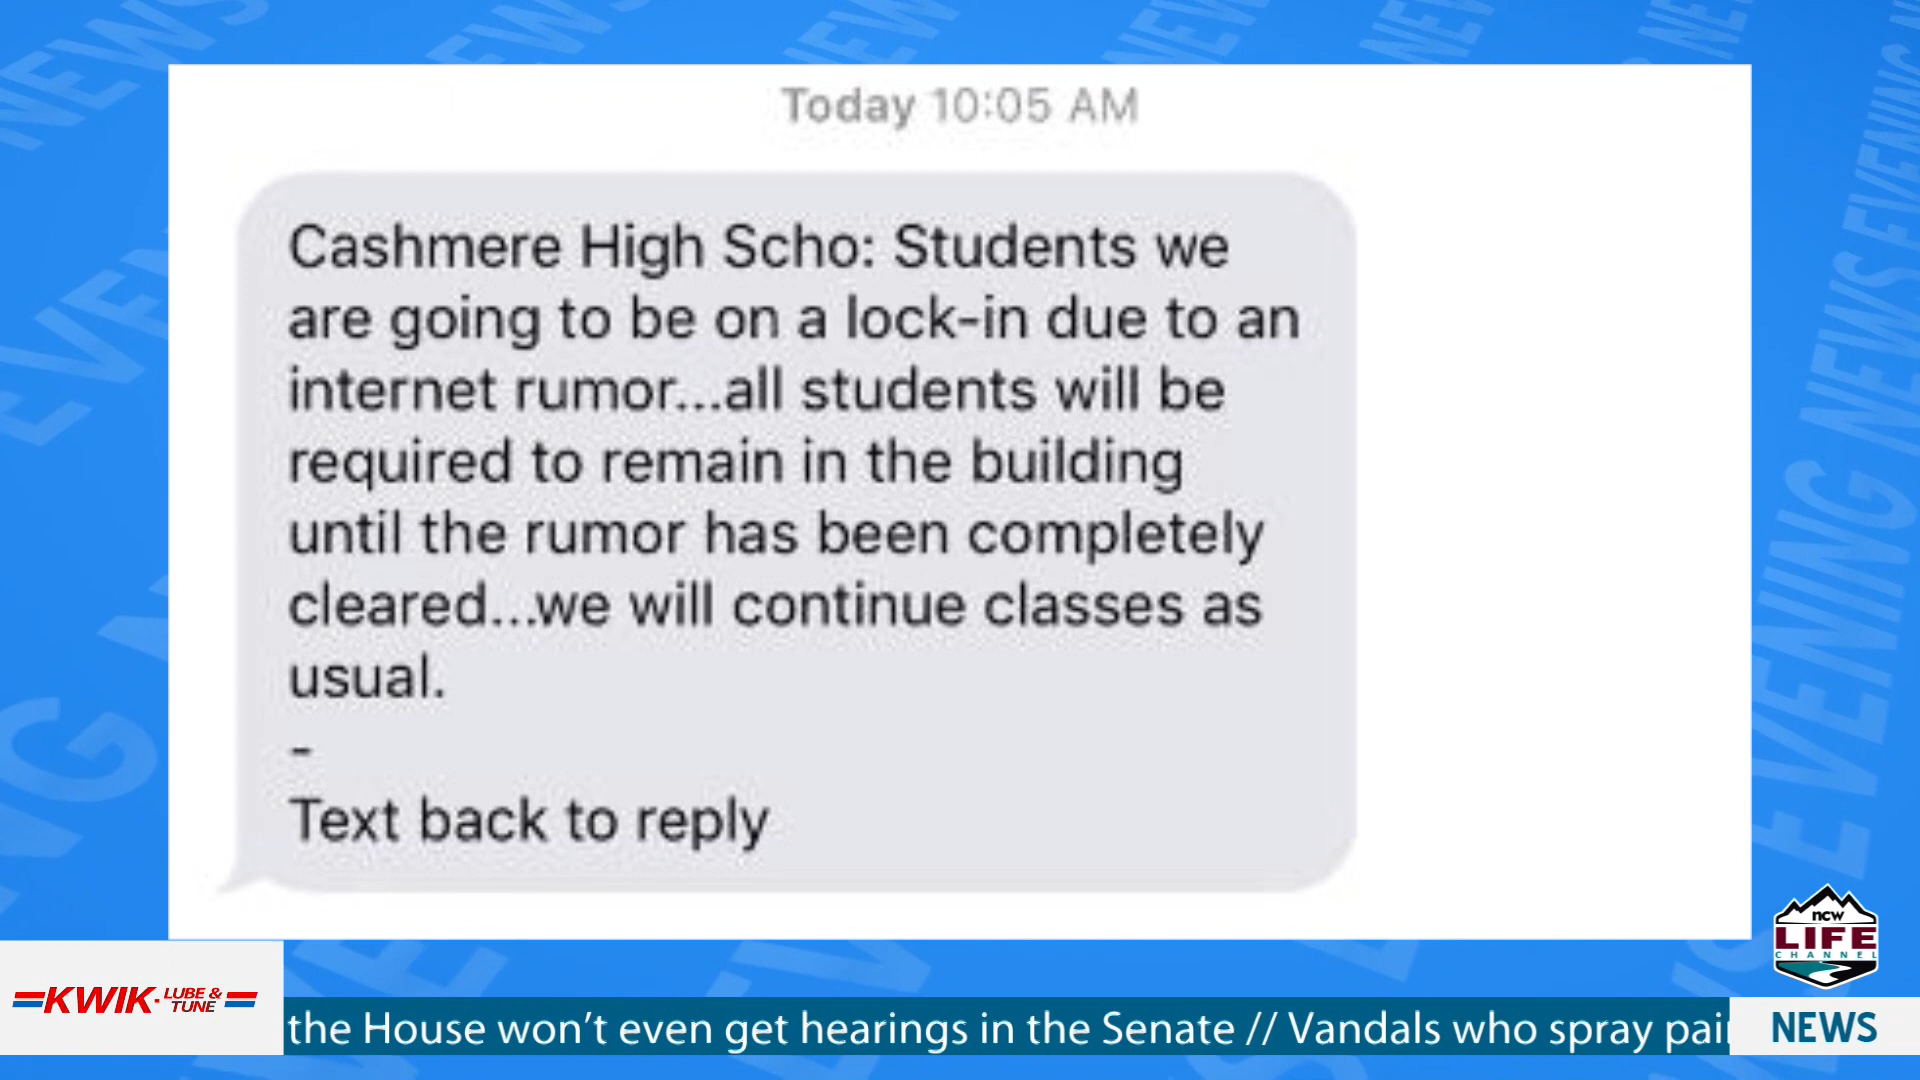 Today 10:05 AM
Cashmere High Scho: Students we
are going to be on a lock-in due to an
internet rumor...all students will be
required to remain in the building
until the rumor has been completely
cleared...we will continue classes as
usual.
-
Text back to reply
ncw
LIFE
CHANNEL
KWIK LUBE &
TUNE
the House won’t even get hearings in the Senate // Vandals who spray pai
NEWS